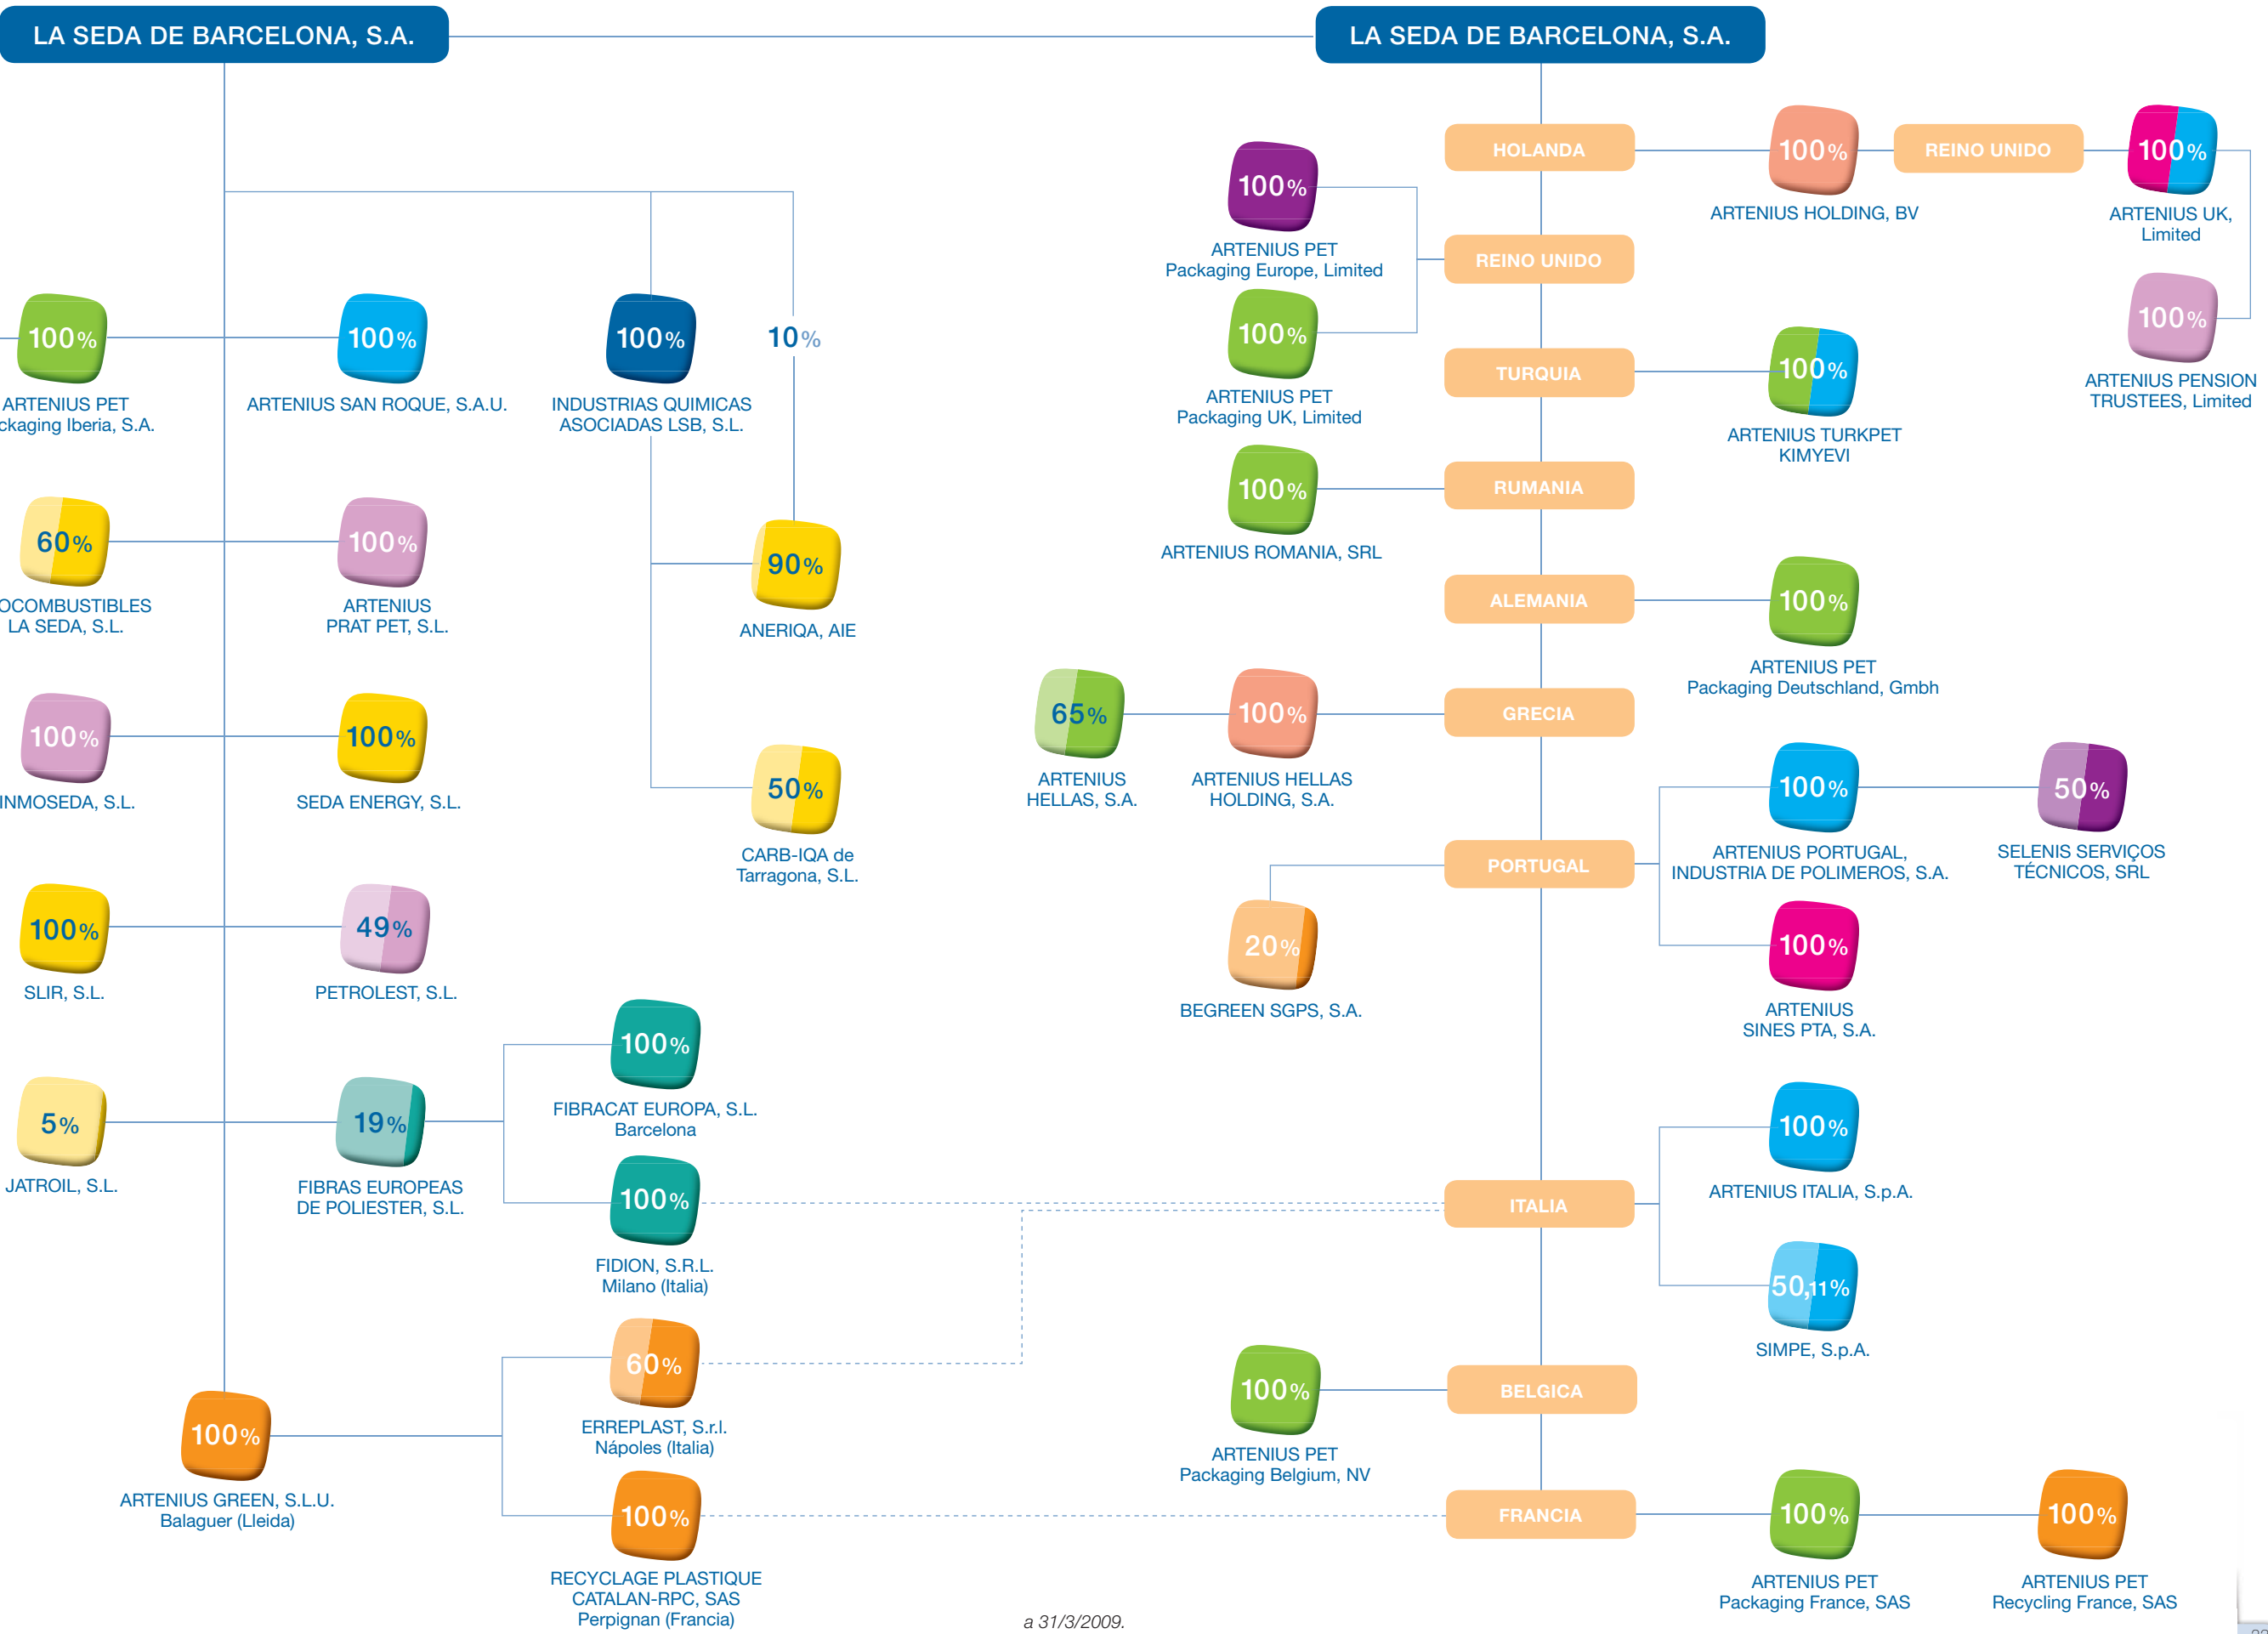 LA SEDA DE BARCELONA, S.A.
LA SEDA DE BARCELONA, S.A.
100%
ARTENIUS PET
ckaging Iberia, S.A.
100%
ARTENIUS SAN ROQUE, S.A.U.
100%
INDUSTRIAS QUIMICAS
ASOCIADAS LSB, S.L.
10%
60%
OCOMBUSTIBLES
LA SEDA, S.L.
100%
ARTENIUS
PRAT PET, S.L.
90%
ANERIQA, AIE
100%
INMOSEDA, S.L.
100%
SEDA ENERGY, S.L.
50%
CARB-IQA de
Tarragona, S.L.
100%
SLIR, S.L.
49%
PETROLEST, S.L.
5%
JATROIL, S.L.
19%
FIBRAS EUROPEAS
DE POLIESTER, S.L.
100%
FIBRACAT EUROPA, S.L.
Barcelona
100%
FIDION, S.R.L.
Milano (Italia)
100%
ARTENIUS GREEN, S.L.U.
Balaguer (Lleida)
60%
ERREPLAST, S.r.l.
Nápoles (Italia)
100%
RECYCLAGE PLASTIQUE
CATALAN-RPC, SAS
Perpignan (Francia)
HOLANDA
100%
ARTENIUS HOLDING, BV
REINO UNIDO
100%
ARTENIUS UK,
Limited
100%
ARTENIUS PENSION
TRUSTEES, Limited
100%
ARTENIUS PET
Packaging Europe, Limited
REINO UNIDO
100%
ARTENIUS PET
Packaging UK, Limited
TURQUIA
100%
ARTENIUS TURKPET
KIMYEVI
100%
ARTENIUS ROMANIA, SRL
RUMANIA
ALEMANIA
100%
ARTENIUS PET
Packaging Deutschland, Gmbh
65%
ARTENIUS
HELLAS, S.A.
100%
ARTENIUS HELLAS
HOLDING, S.A.
GRECIA
PORTUGAL
100%
ARTENIUS PORTUGAL,
INDUSTRIA DE POLIMEROS, S.A.
50%
SELENIS SERVIÇOS
TÉCNICOS, SRL
20%
BEGREEN SGPS, S.A.
100%
ARTENIUS
SINES PTA, S.A.
ITALIA
100%
ARTENIUS ITALIA, S.p.A.
50,11%
SIMPE, S.p.A.
100%
ARTENIUS PET
Packaging Belgium, NV
BELGICA
FRANCIA
100%
ARTENIUS PET
Packaging France, SAS
100%
ARTENIUS PET
Recycling France, SAS
a 31/3/2009.